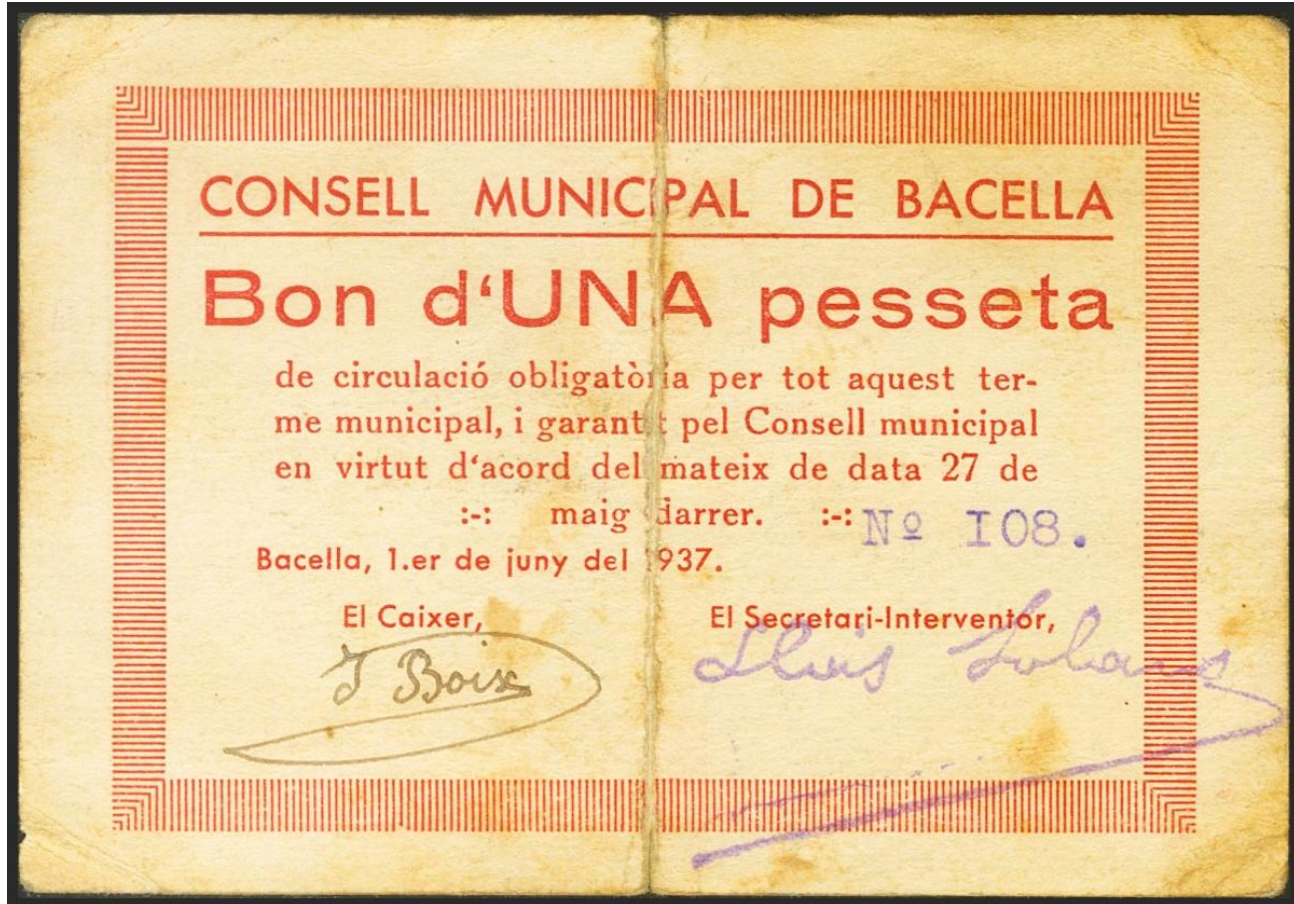 CONSELL MUNICIPAL DE BACELLA
Bon d'UNA pesseta
de circulació obligatòria per tot aquest ter-
me municipal, i garantit pel Consell municipal
en virtut d'acord del mateix de data 27 de
:-: maig darrer. :-: Nº I08.
Bacella, 1.er de juny del 1937.
El Caixer, El Secretari-Interventor,
J Boix Lluis